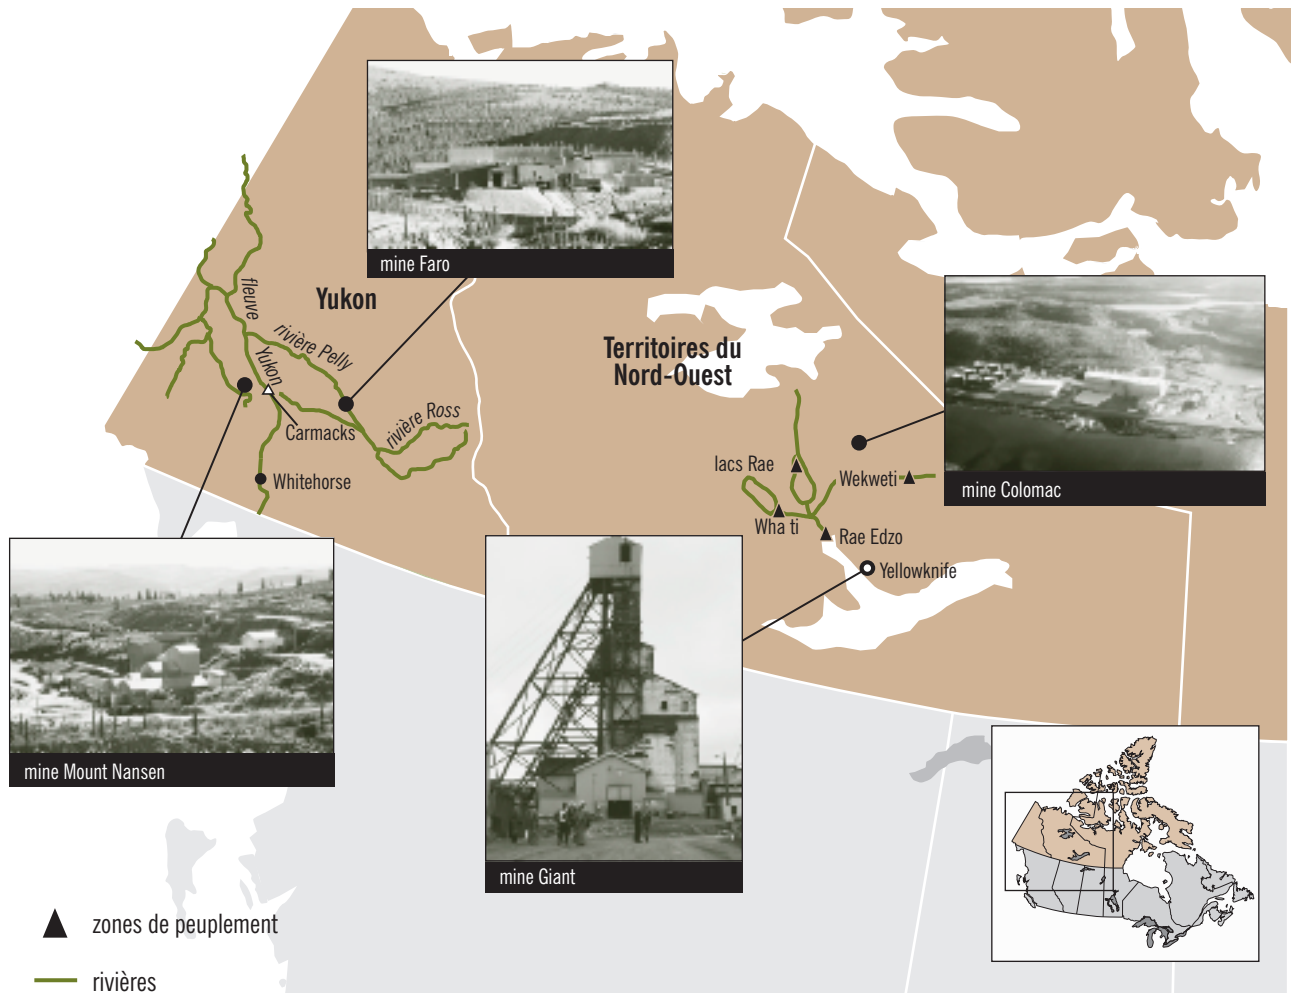 mine Faro
fleuve
Yukon
Yukon
rivière Pelly
rivière Ross
Carmacks
Whitehorse
Territoires du
Nord-Ouest
lacs Rae
Wekweti
Wha ti
Rae Edzo
Yellowknife
mine Colomac
mine Mount Nansen
mine Giant
zones de peuplement
rivières